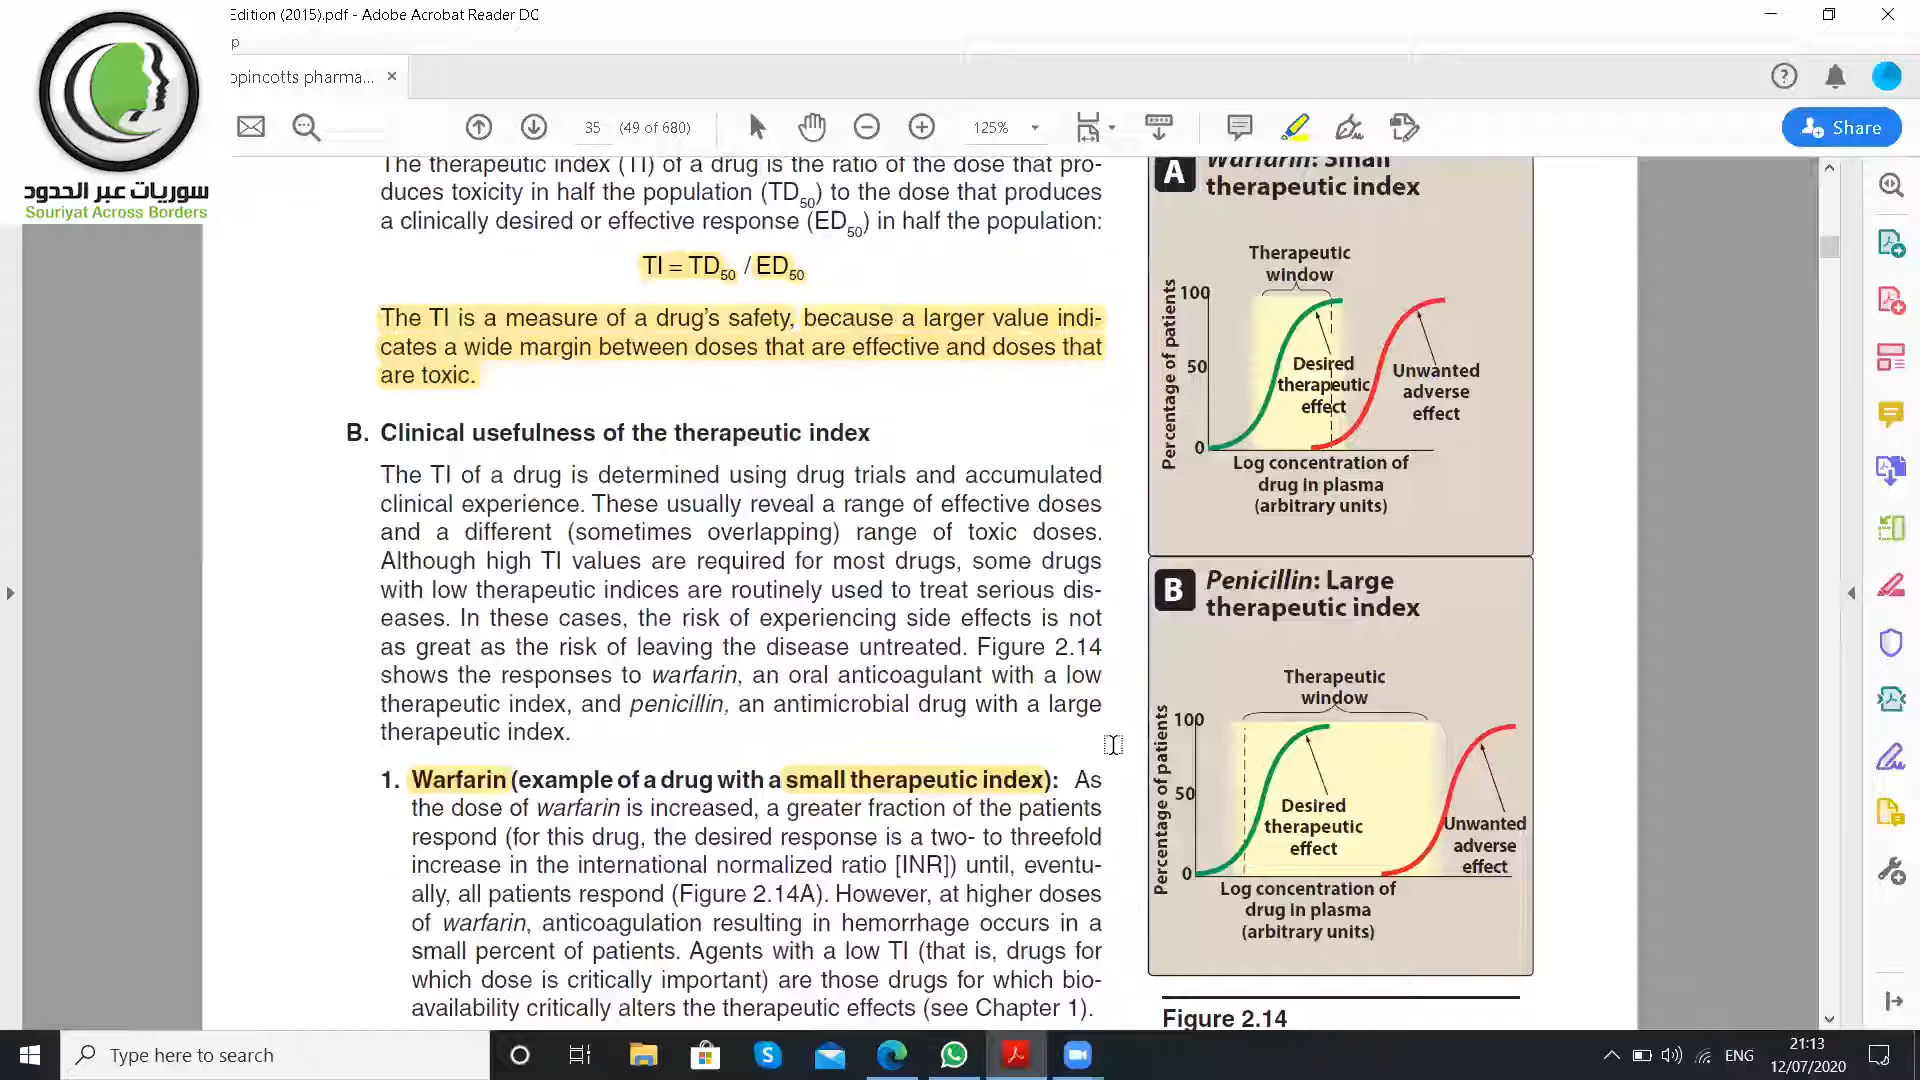 Edition (2015).pdf - Adobe Acrobat Reader DC
p
opincotts pharma...
35 (49 of 680)
125%
Share
سوريات عبر الحدود
Souriyat Across Borders
The therapeutic index (TI) of a drug is the ratio of the dose that pro-
duces toxicity in half the population (TD50) to the dose that produces
a clinically desired or effective response (ED50) in half the population:
TI = TD50 / ED50
The TI is a measure of a drug's safety, because a larger value indi-
cates a wide margin between doses that are effective and doses that
are toxic.
B. Clinical usefulness of the therapeutic index
The TI of a drug is determined using drug trials and accumulated
clinical experience. These usually reveal a range of effective doses
and a different (sometimes overlapping) range of toxic doses.
Although high TI values are required for most drugs, some drugs
with low therapeutic indices are routinely used to treat serious dis-
eases. In these cases, the risk of experiencing side effects is not
as great as the risk of leaving the disease untreated. Figure 2.14
shows the responses to warfarin, an oral anticoagulant with a low
therapeutic index, and penicillin, an antimicrobial drug with a large
therapeutic index.
1. Warfarin (example of a drug with a small therapeutic index): As
the dose of warfarin is increased, a greater fraction of the patients
respond (for this drug, the desired response is a two- to threefold
increase in the international normalized ratio [INR]) until, eventu-
ally, all patients respond (Figure 2.14A). However, at higher doses
of warfarin, anticoagulation resulting in hemorrhage occurs in a
small percent of patients. Agents with a low TI (that is, drugs for
which dose is critically important) are those drugs for which bio-
availability critically alters the therapeutic effects (see Chapter 1).
A
Warfarin: Small
therapeutic index
Therapeutic
window
Percentage of patients
100
50
0
Desired
therapeutic
effect
Unwanted
adverse
effect
Log concentration of
drug in plasma
(arbitrary units)
B
Penicillin: Large
therapeutic index
Therapeutic
window
Percentage of patients
100
50
0
Desired
therapeutic
effect
Unwanted
adverse
effect
Log concentration of
drug in plasma
(arbitrary units)
Figure 2.14
Type here to search
ENG
21:13
12/07/2020